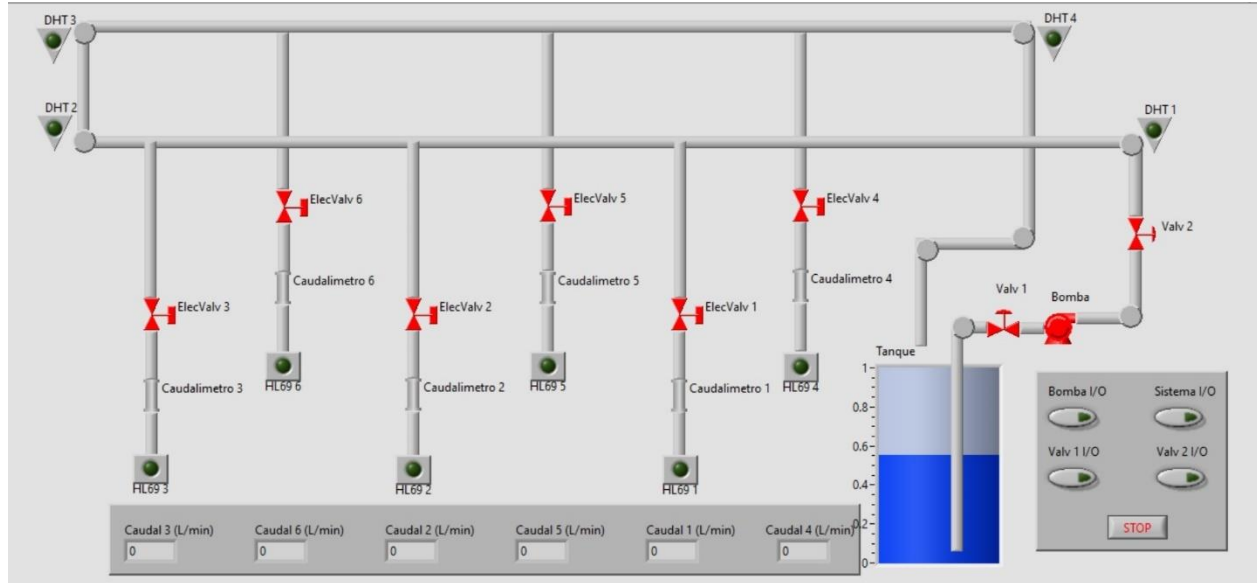 DHT 3
DHT 4
DHT 2
DHT 1
ElecValv 6
ElecValv 5
ElecValv 4
Valv 2
Caudalimetro 6
Caudalimetro 5
Caudalimetro 4
ElecValv 3
ElecValv 2
ElecValv 1
Valv 1
Bomba
Tanque
HL69 6
HL69 5
HL69 4
Caudalimetro 3
Caudalimetro 2
Caudalimetro 1
1
0.8
0.6
0.4
0.2
0
Bomba I/O
Sistema I/O
Valv 1 I/O
Valv 2 I/O
STOP
HL69 3
HL69 2
HL69 1
Caudal 3 (L/min)
Caudal 6 (L/min)
Caudal 2 (L/min)
Caudal 5 (L/min)
Caudal 1 (L/min)
Caudal 4 (L/min)
0
0
0
0
0
0